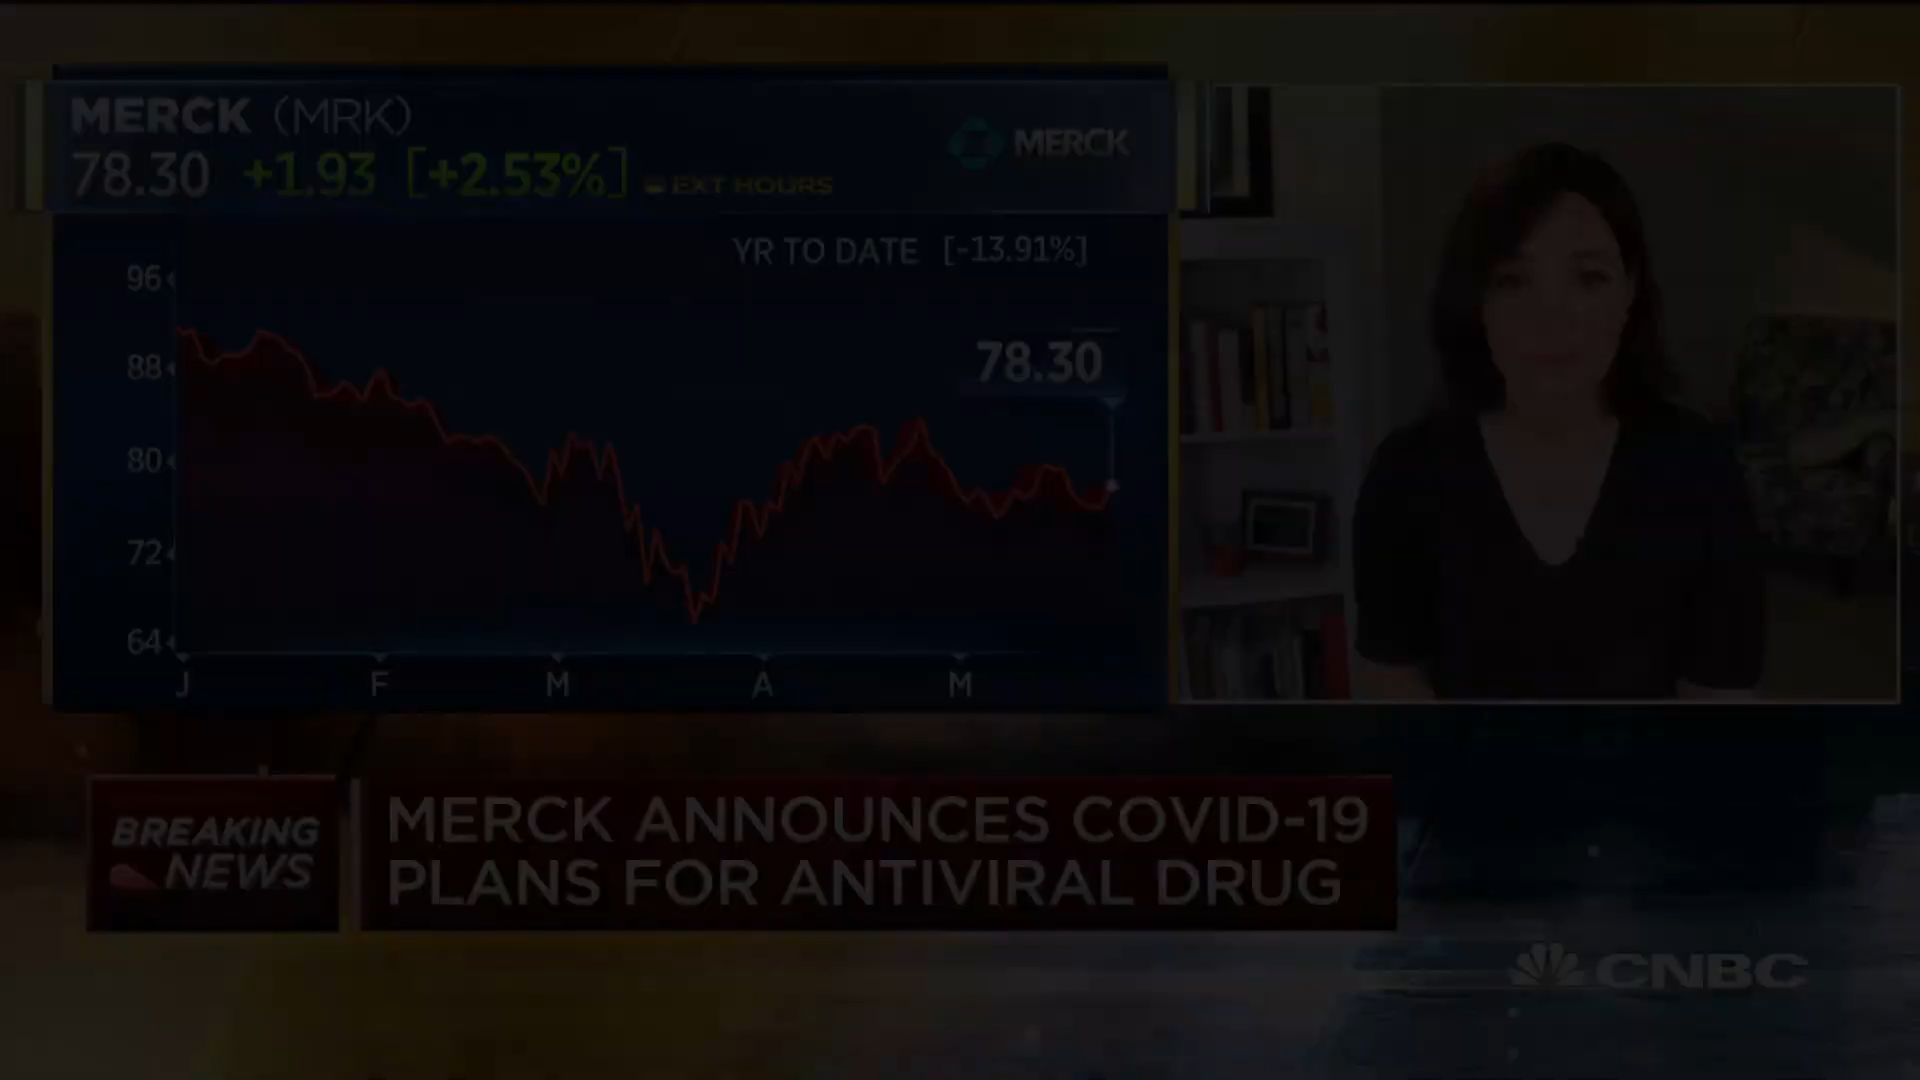 MERCK (MRK)
78.30 +1.93 [+2.53%] EXT HOURS
MERCK
YR TO DATE [-13.91%]
96
88
80
72
64
78.30
J F M A M
BREAKING
NEWS
MERCK ANNOUNCES COVID-19
PLANS FOR ANTIVIRAL DRUG
CNBC